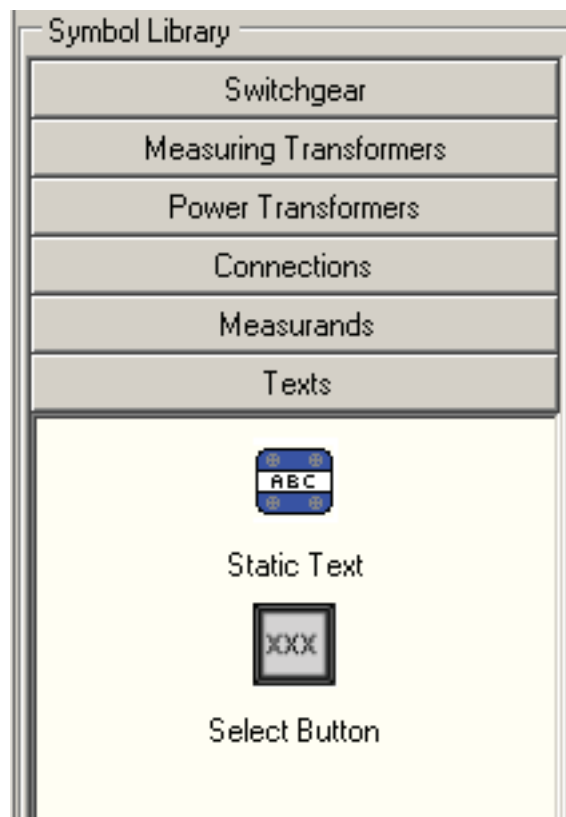 Symbol Library
Switchgear
Measuring Transformers
Power Transformers
Connections
Measurands
Texts
ABC
Static Text
XXX
Select Button